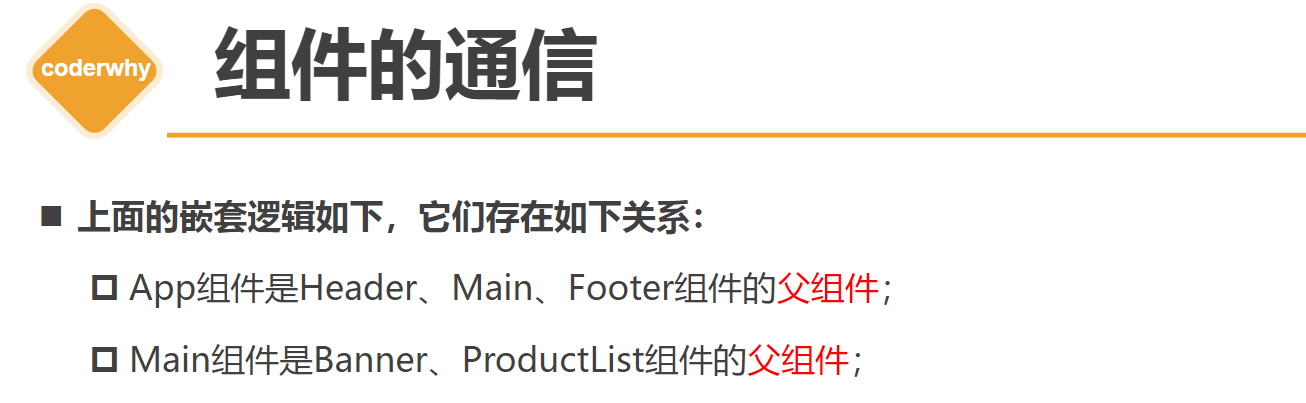 coderwhy
组件的通信
上面的嵌套逻辑如下，它们存在如下关系：
App组件是Header、Main、Footer组件的父组件；
Main组件是Banner、ProductList组件的父组件；